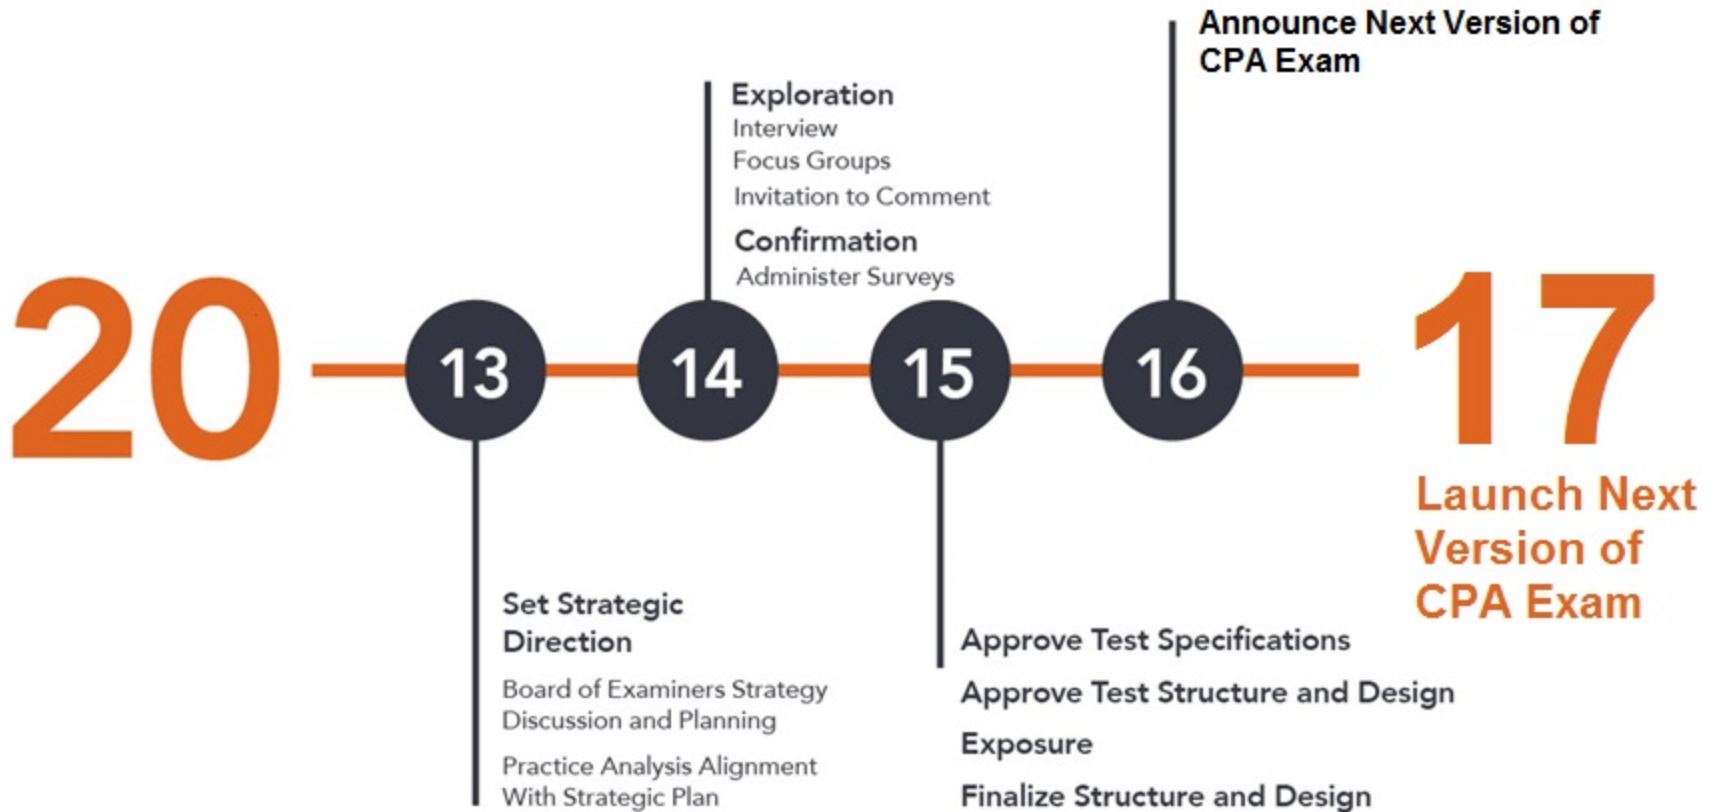 Announce Next Version of
CPA Exam
Exploration
Interview
Focus Groups
Invitation to Comment
Confirmation
Administer Surveys
20
13
14
15
16
17
Launch Next
Version of
CPA Exam
Set Strategic
Direction
Board of Examiners Strategy
Discussion and Planning
Practice Analysis Alignment
With Strategic Plan
Approve Test Specifications
Approve Test Structure and Design
Exposure
Finalize Structure and Design